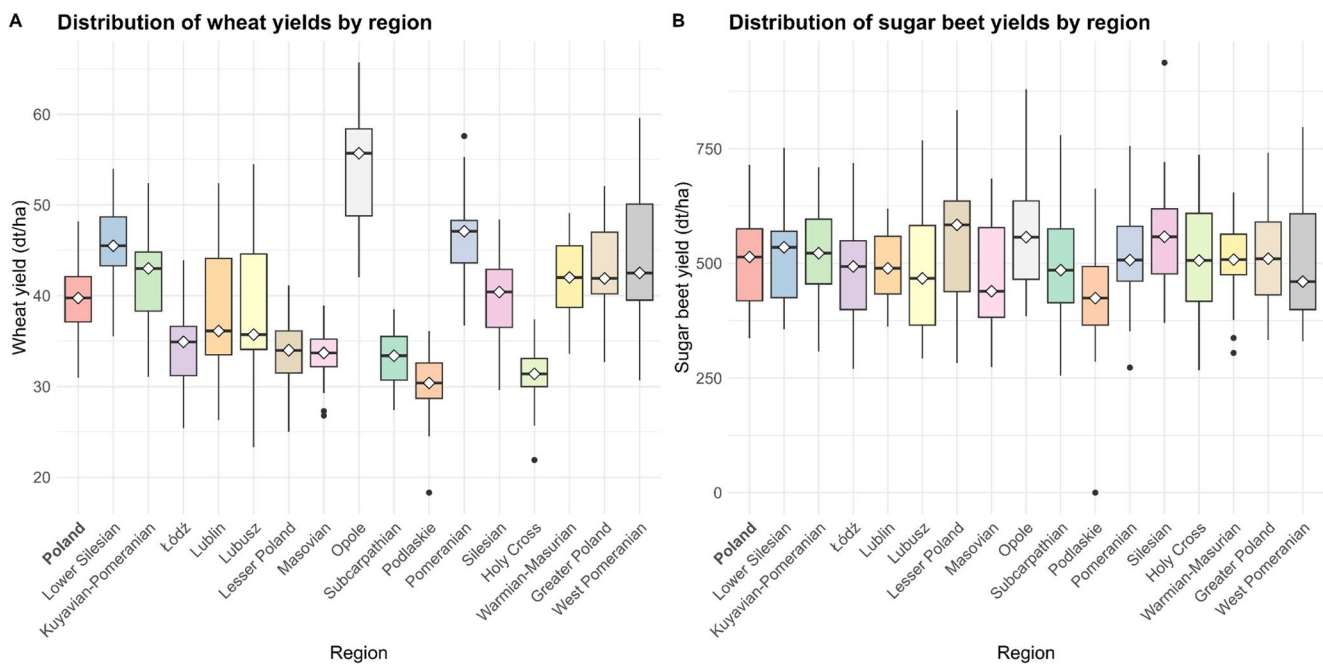 A Distribution of wheat yields by region
Wheat yield (dt/ha)
60
50
40
30
20
Poland
Lower Silesian
Kuyavian-Pomeranian
Łódź
Lublin
Lubusz
Lesser Poland
Masovian
Opole
Subcarpathian
Podlaskie
Pomeranian
Silesian
Holy Cross
Warmian-Masurian
Greater Poland
West Pomeranian
Region
B Distribution of sugar beet yields by region
Sugar beet yield (dt/ha)
750
500
250
0
Poland
Lower Silesian
Kuyavian-Pomeranian
Łódź
Lublin
Lubusz
Lesser Poland
Masovian
Opole
Subcarpathian
Podlaskie
Pomeranian
Silesian
Holy Cross
Warmian-Masurian
Greater Poland
West Pomeranian
Region